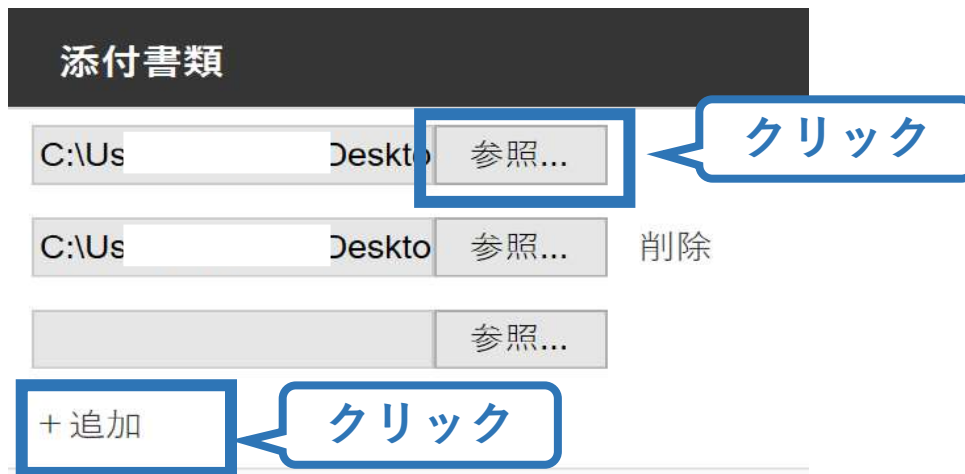 添付書類
C:\Us Deskto 参照... クリック
C:\Us Deskto 参照... 削除
参照...
+追加 クリック